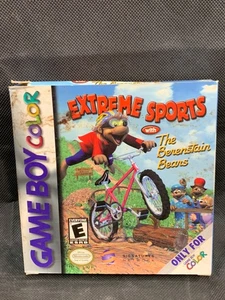 GAME BOY COLOR
EXTREME SPORTS
with
The
Berenstain
Bears
E
ONLY FOR
COLOR